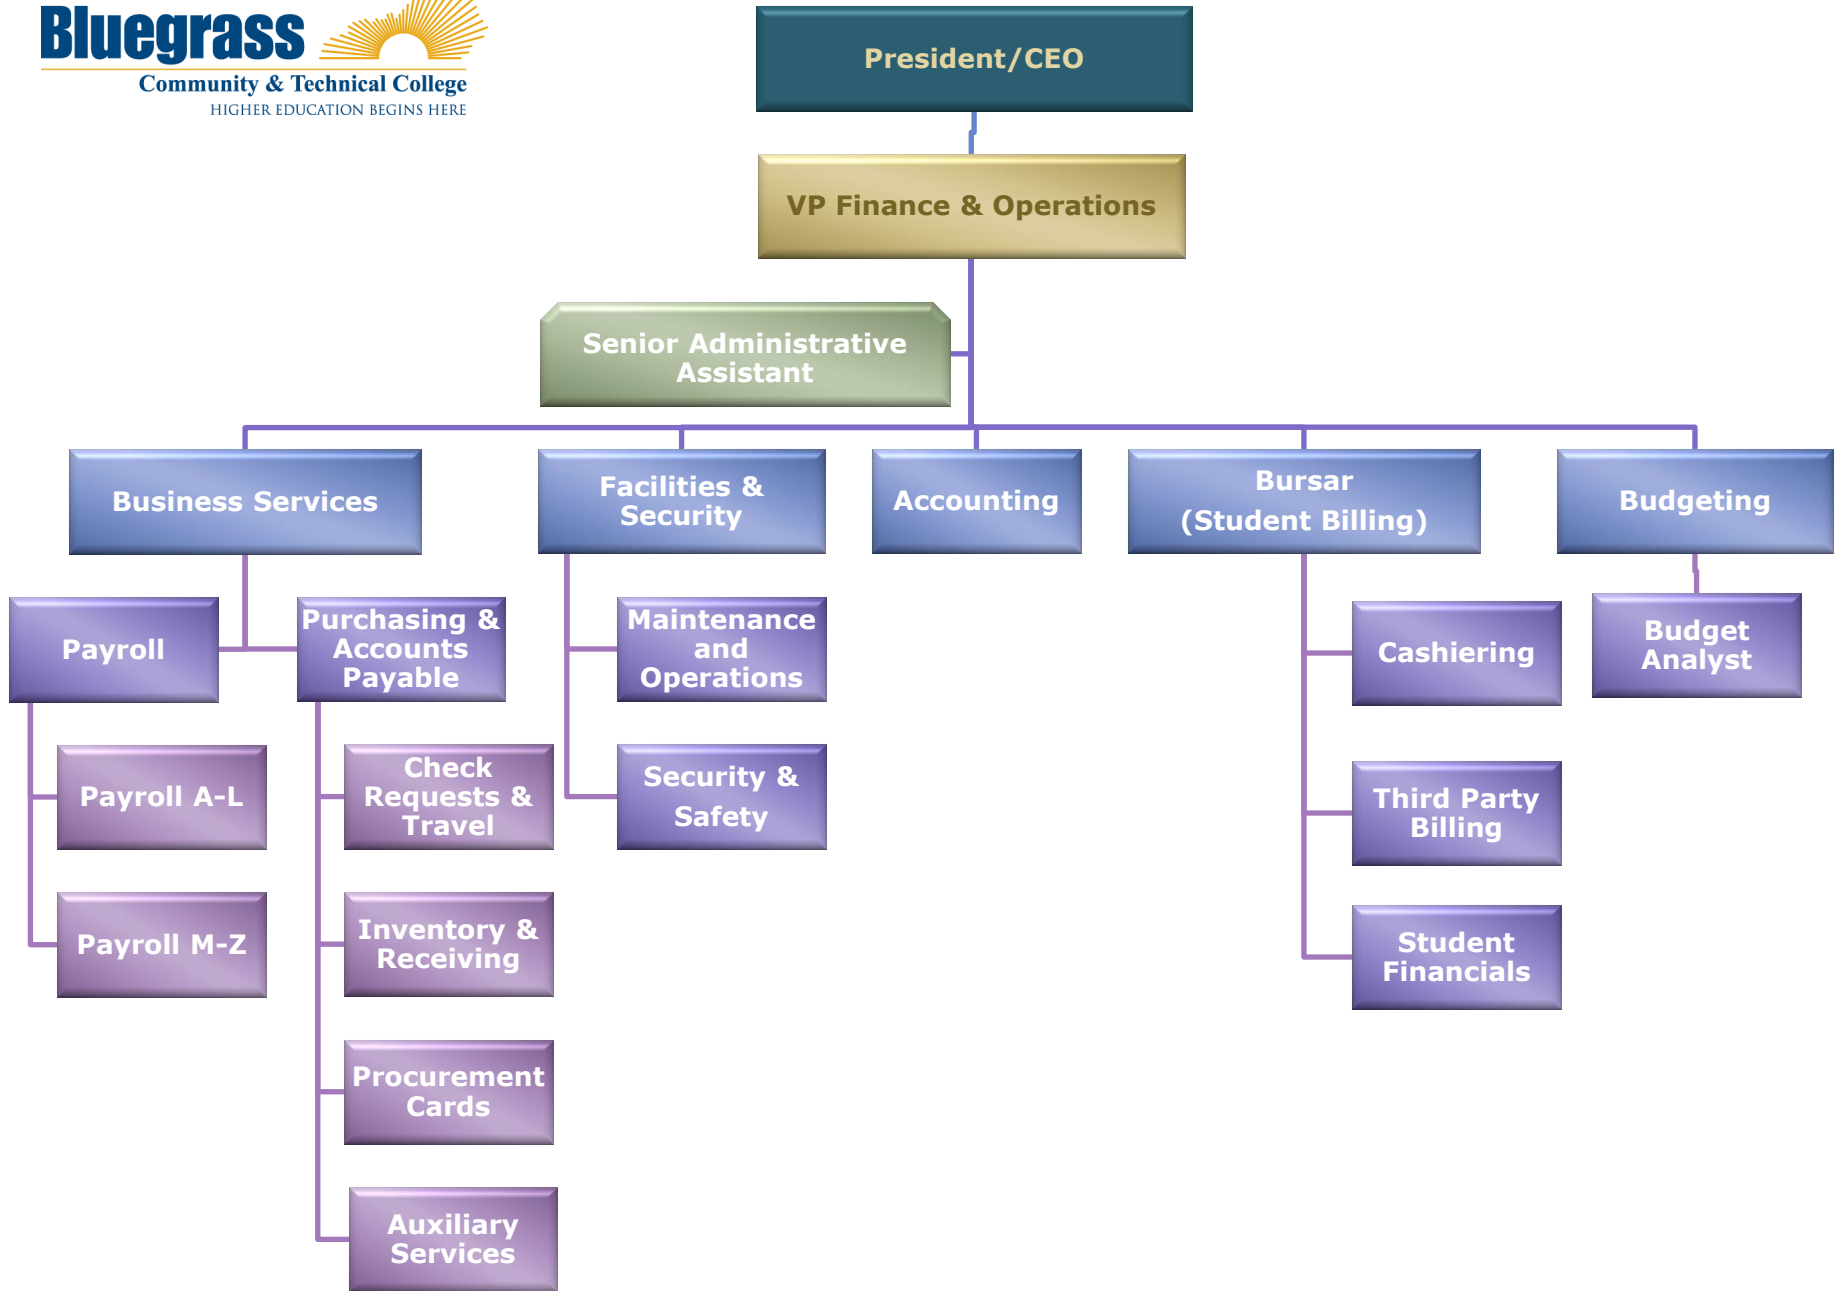 Bluegrass
Community & Technical College
HIGHER EDUCATION BEGINS HERE
President/CEO
VP Finance & Operations
Senior Administrative
Assistant
Business Services
Facilities &
Security
Accounting
Bursar
(Student Billing)
Budgeting
Payroll
Purchasing &
Accounts
Payable
Maintenance
and
Operations
Cashiering
Budget
Analyst
Payroll A-L
Check
Requests &
Travel
Security &
Safety
Third Party
Billing
Payroll M-Z
Inventory &
Receiving
Student
Financials
Procurement
Cards
Auxiliary
Services